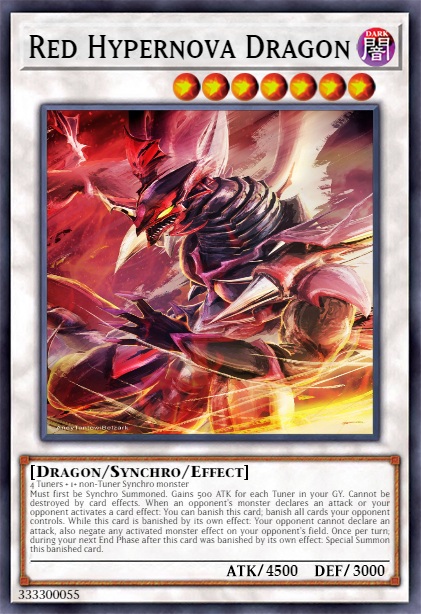 RED HYPERNOVA DRAGON
DARK
闇
AndyTantowiBelzark
[DRAGON/SYNCHRO/EFFECT]
4 Tuners + 1+ non-Tuner Synchro monster
Must first be Synchro Summoned. Gains 500 ATK for each Tuner in your GY. Cannot be
destroyed by card effects. When an opponent's monster declares an attack or your
opponent activates a card effect: You can banish this card; banish all cards your opponent
controls. While this card is banished by its own effect: Your opponent cannot declare an
attack, also negate any activated monster effect on your opponent's field. Once per turn,
during your next End Phase after this card was banished by its own effect: Special Summon
this banished card.
ATK/4500 DEF/3000
333300055